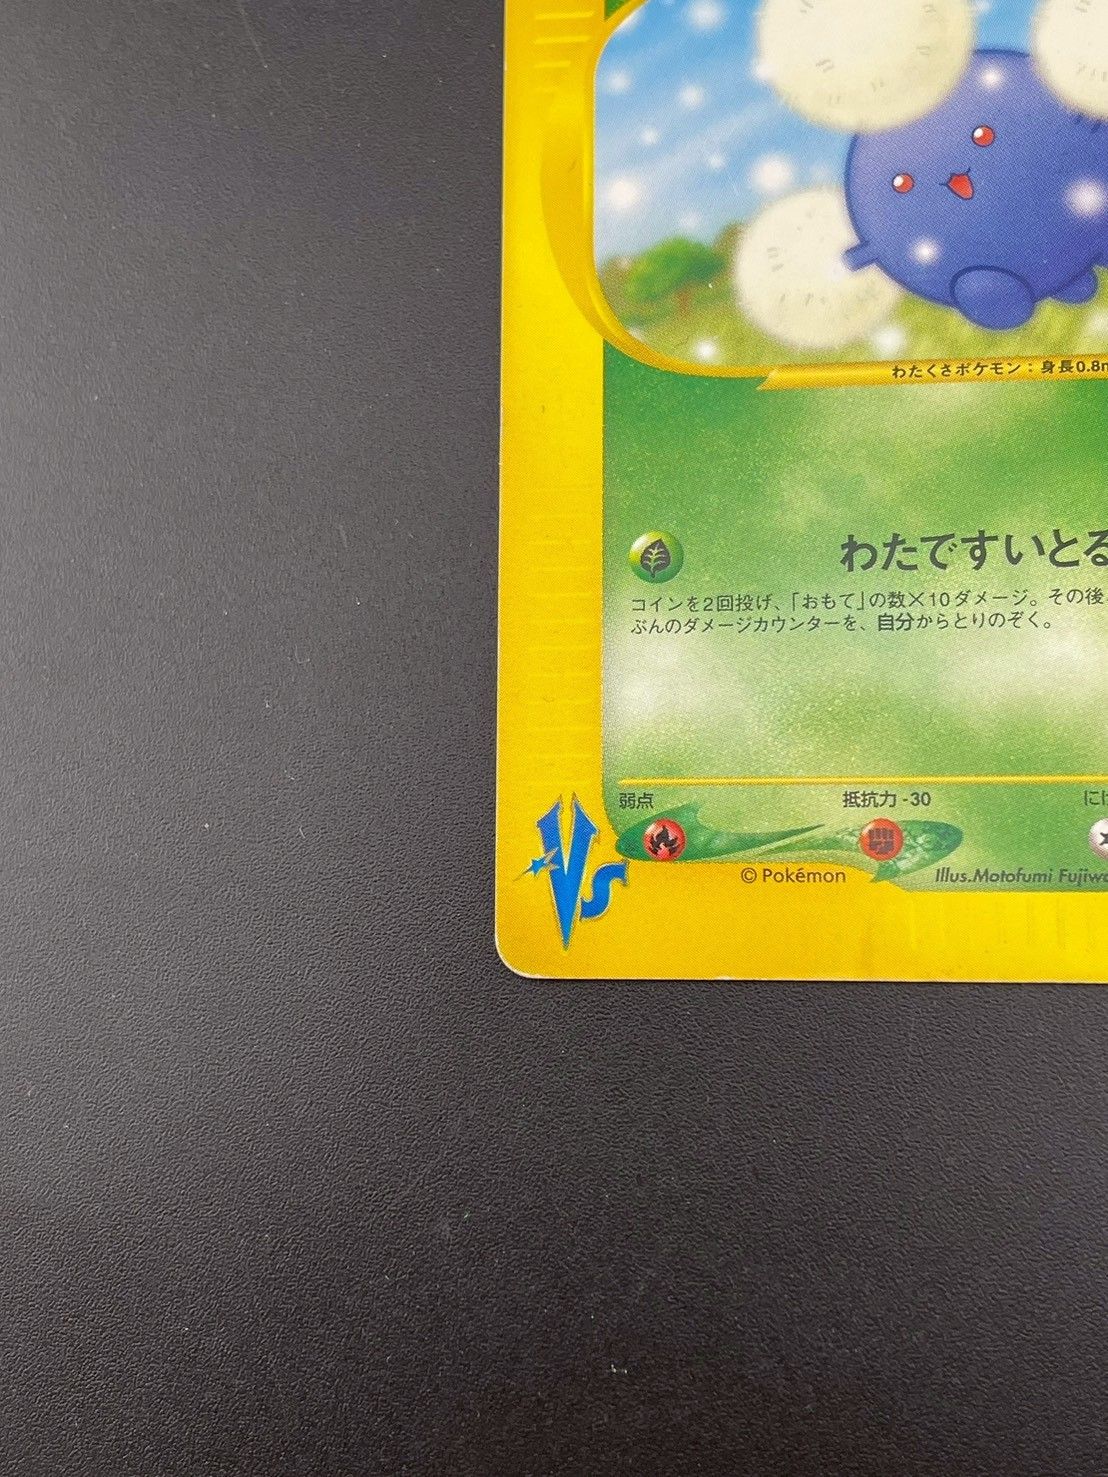 わたくさポケモン：身長0.8m
わたですいとる
コインを2回投げ、「おもて」の数×10ダメージ。その後、
ぶんのダメージカウンターを、自分からとりのぞく。
弱点 抵抗力 -30 にげ
Vs
© Pokémon Illus.Motofumi Fujiwa